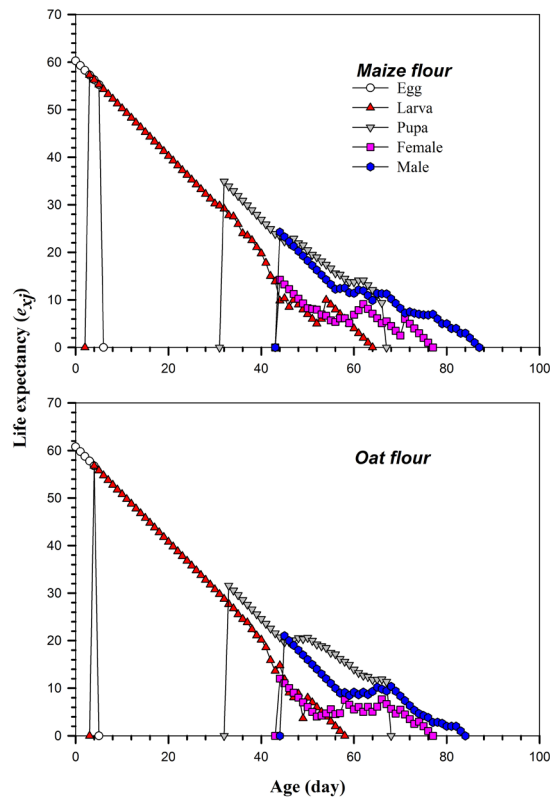 70
60
50
40
30
20
10
0
Maize flour
Egg
Larva
Pupa
Female
Male
0 20 40 60 80 100
Life expectancy (exj)
70
60
50
40
30
20
10
0
Oat flour
0 20 40 60 80 100
Age (day)